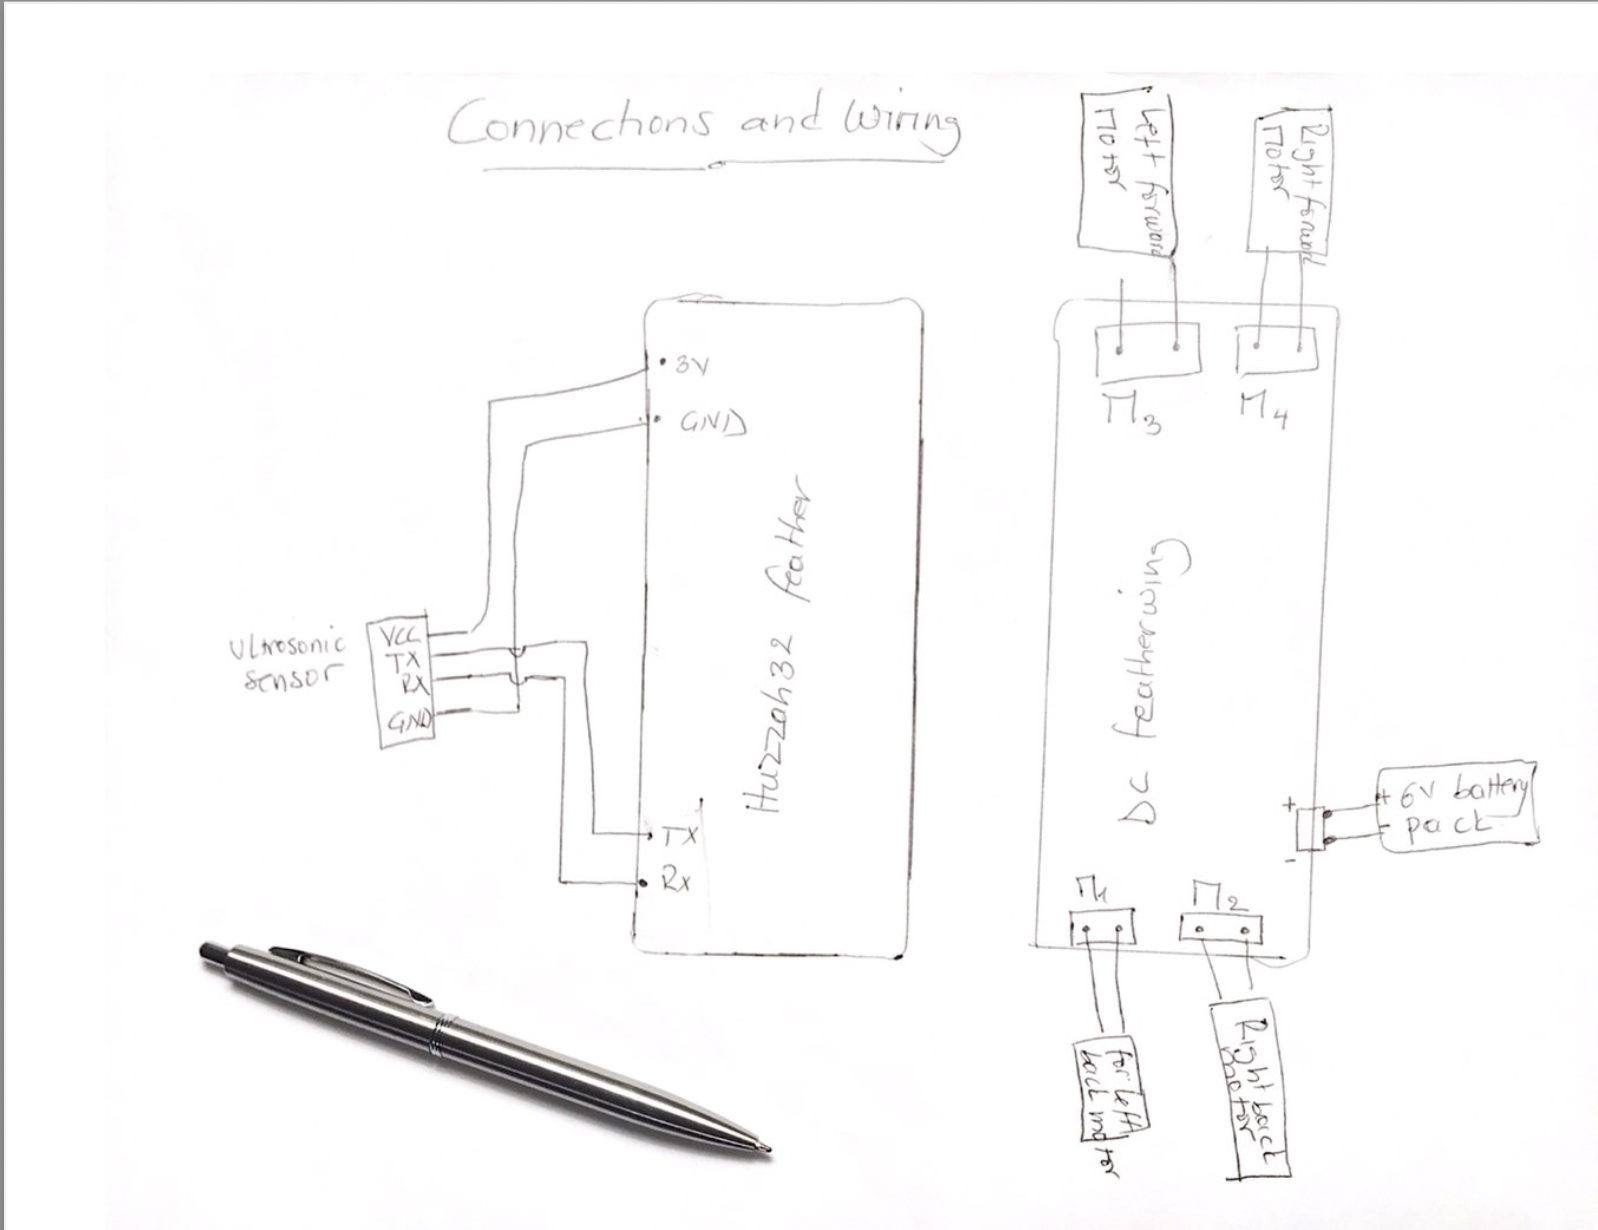 Connections and Wiring
Left forward
Motor
Right forward
Motor
3V
GND
Huzzah32 feather
TX
Rx
Ultrosonic
sensor
VCC
TX
RX
GND
M3
M4
DC featherwing
+
-
+ 6V battery
- pack
M1
M2
for left
back motor
Right back
motor